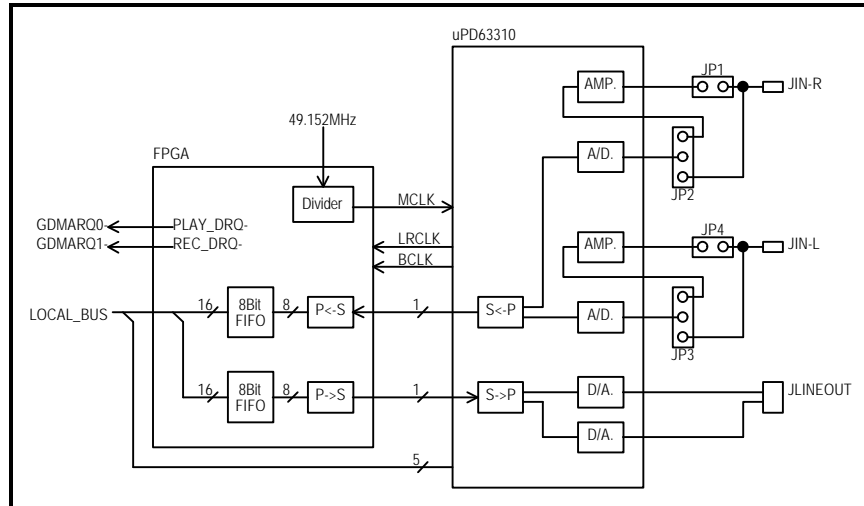 uPD63310
JP1
AMP.
JIN-R
49.152MHz
FPGA
A/D.
JP2
Divider
MCLK
GDMARQ0-
PLAY_DRQ-
LRCLK
JP4
GDMARQ1-
REC_DRQ-
AMP.
JIN-L
BCLK
LOCAL_BUS
16
8Bit
FIFO
8
P<-S
1
S<-P
A/D.
JP3
16
8Bit
FIFO
8
P->S
1
S->P
D/A.
JLINEOUT
D/A.
5